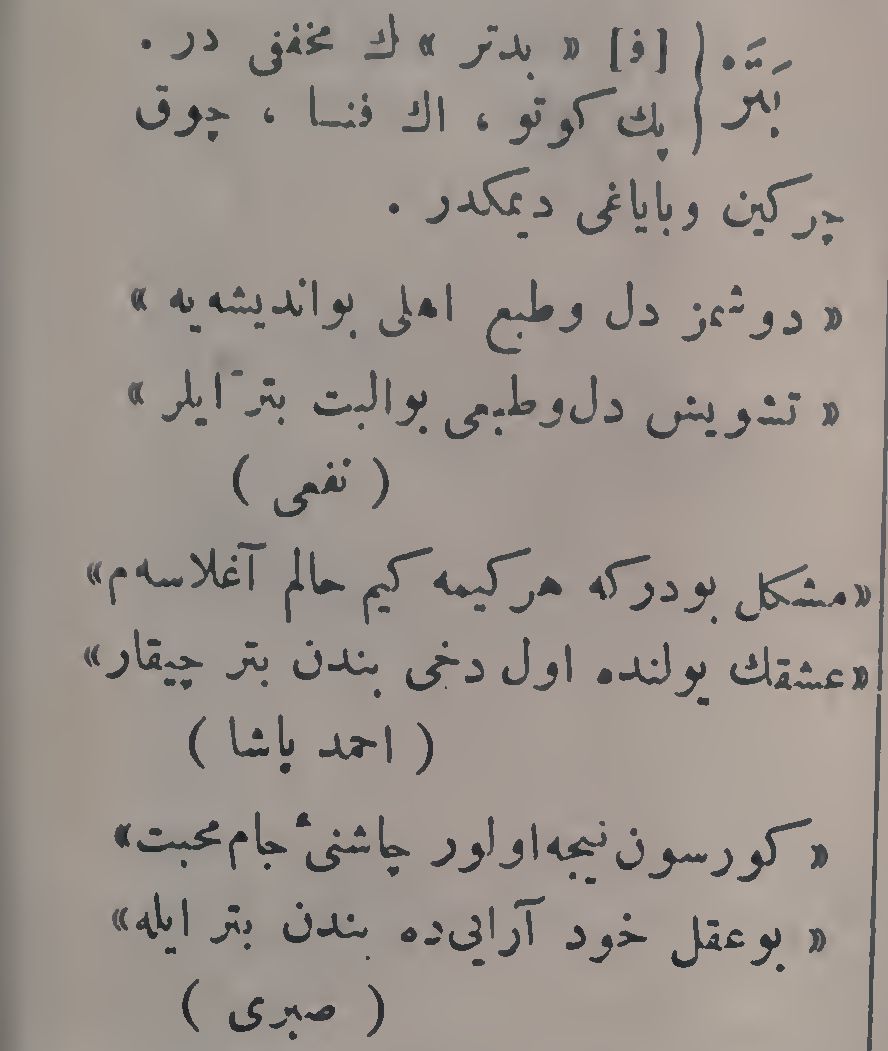 بَتَرْ { [ف] « بدتر » ك مخففی در .
پك كوتو ، اك فنسا ، چوق
چركین وبایاغی دیمكدر .
« دوشمز دل وطبع اهلی بواندیشه‌یه »
« تشویش دل‌وطبعی بوالبت بتر ایلر »
( نفعی )
«مشكل بودركه هركیمه كیم حالم آغلاسه‌م»
«عشقك یولنده اول دخی بندن بتر چیقار»
( احمد پاشا )
« كورسون نیجه‌اولور چاشنیٔ جام محبت»
« بوعقل خود آرایی‌ده بندن بتر ایله»
( صبری )